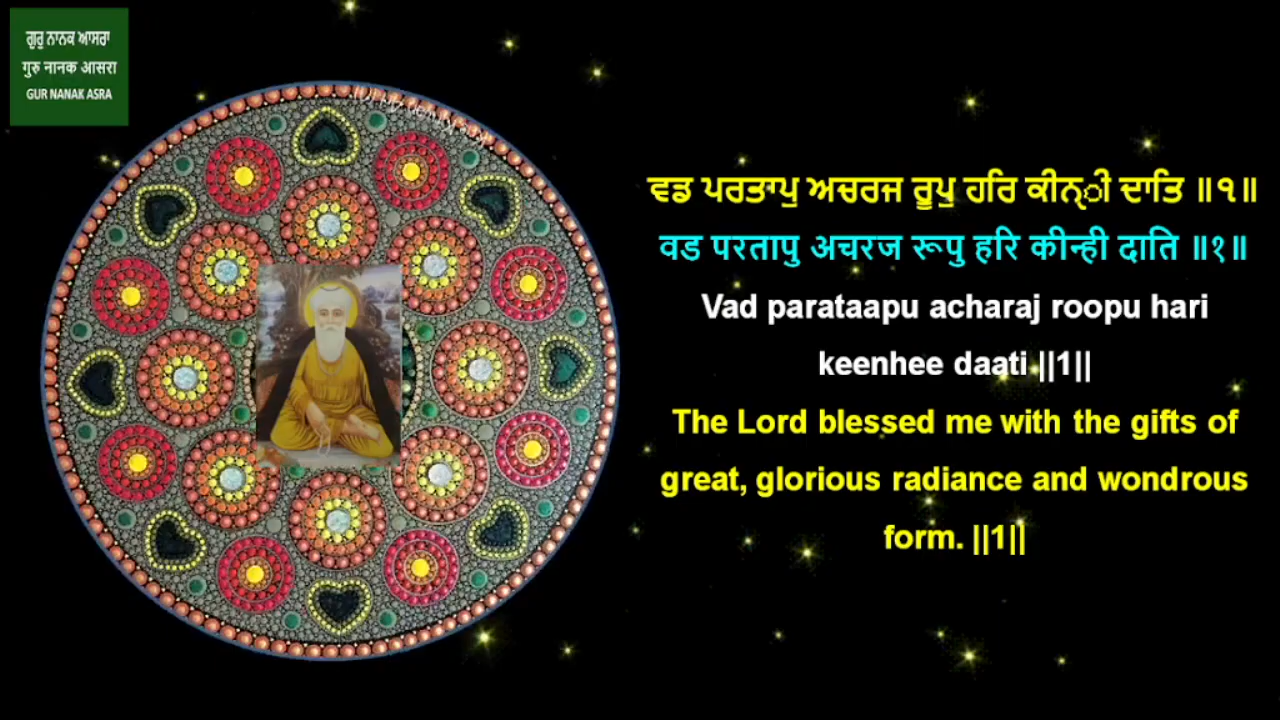 ਗੁਰੂ ਨਾਨਕ ਆਸਰਾ
गुरु नानक आसरा
GUR NANAK ASRA
ਵਡ ਪਰਤਾਪੁ ਅਚਰਜ ਰੂਪੁ ਹਰਿ ਕੀਨੑੀ ਦਾਤਿ ॥੧॥
वड परतापु अचरज रूपु हरि कीन्ही दाति ॥१॥
Vad parataapu acharaj roopu hari
keenhee daati ||1||
The Lord blessed me with the gifts of
great, glorious radiance and wondrous
form. ||1||